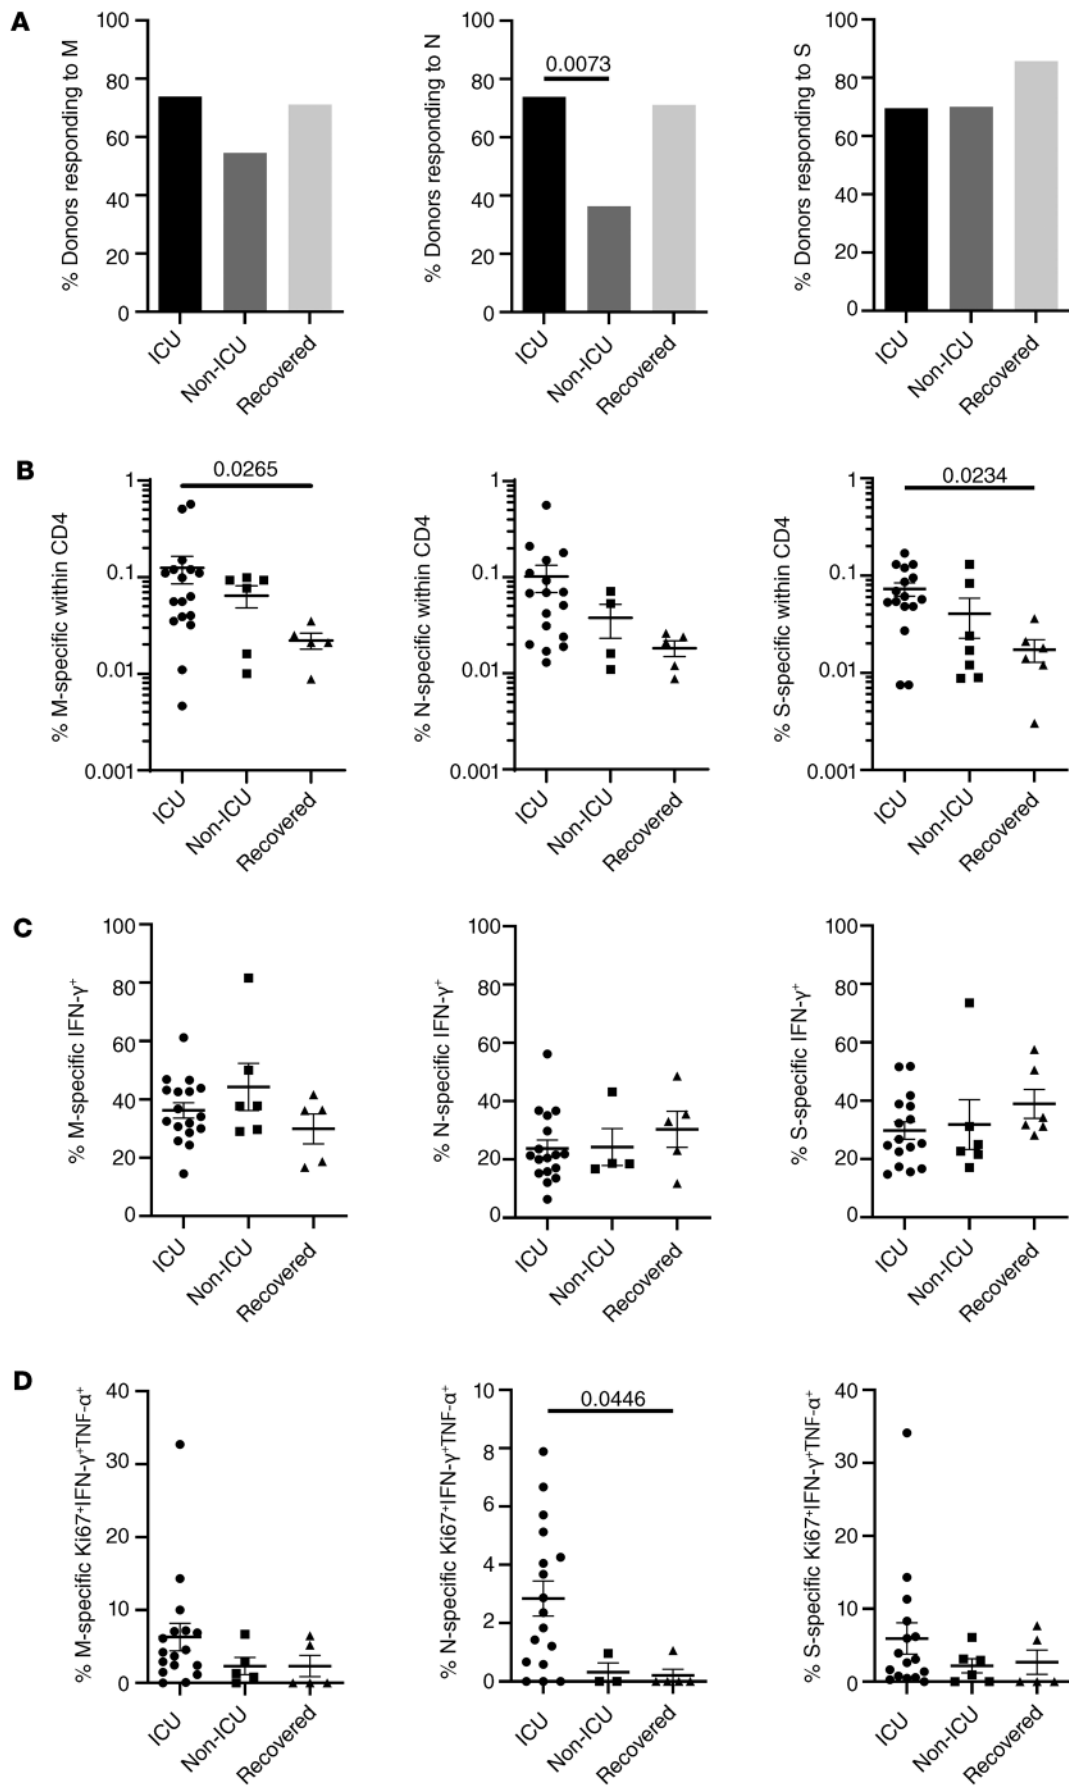 A
% Donors responding to M
100
80
60
40
20
0
ICU
Non-ICU
Recovered
% Donors responding to N
100
80
60
40
20
0
0.0073
ICU
Non-ICU
Recovered
% Donors responding to S
100
80
60
40
20
0
ICU
Non-ICU
Recovered
B
% M-specific within CD4
1
0.1
0.01
0.001
0.0265
ICU
Non-ICU
Recovered
% N-specific within CD4
1
0.1
0.01
0.001
ICU
Non-ICU
Recovered
% S-specific within CD4
1
0.1
0.01
0.001
0.0234
ICU
Non-ICU
Recovered
C
% M-specific IFN-γ⁺
100
80
60
40
20
0
ICU
Non-ICU
Recovered
% N-specific IFN-γ⁺
100
80
60
40
20
0
ICU
Non-ICU
Recovered
% S-specific IFN-γ⁺
100
80
60
40
20
0
ICU
Non-ICU
Recovered
D
% M-specific Ki67⁺IFN-γ⁺TNF-α⁺
40
30
20
10
0
ICU
Non-ICU
Recovered
% N-specific Ki67⁺IFN-γ⁺TNF-α⁺
10
8
6
4
2
0
0.0446
ICU
Non-ICU
Recovered
% S-specific Ki67⁺IFN-γ⁺TNF-α⁺
40
30
20
10
0
ICU
Non-ICU
Recovered